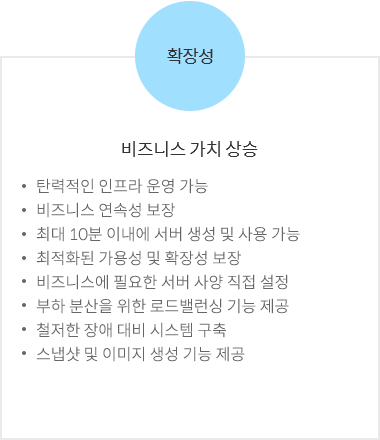 확장성
비즈니스 가치 상승
• 탄력적인 인프라 운영 가능
• 비즈니스 연속성 보장
• 최대 10분 이내에 서버 생성 및 사용 가능
• 최적화된 가용성 및 확장성 보장
• 비즈니스에 필요한 서버 사양 직접 설정
• 부하 분산을 위한 로드밸런싱 기능 제공
• 철저한 장애 대비 시스템 구축
• 스냅샷 및 이미지 생성 기능 제공